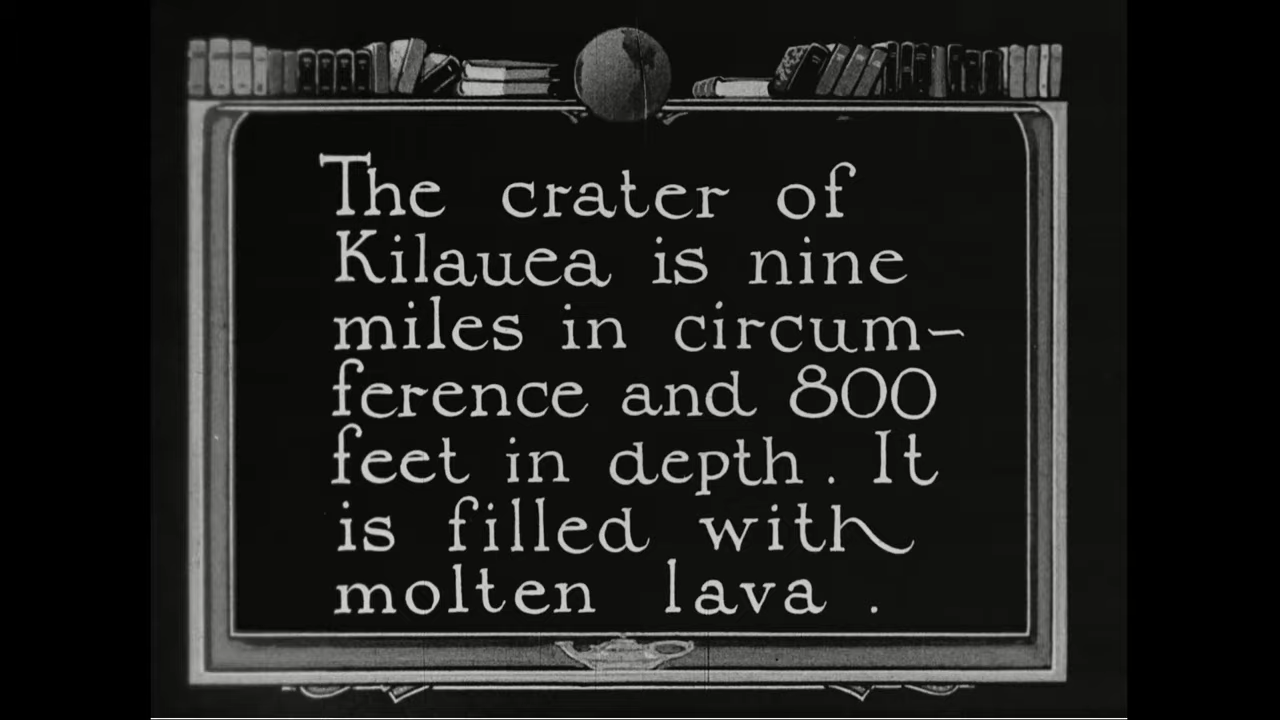 The crater of
Kilauea is nine
miles in circum-
ference and 800
feet in depth. It
is filled with
molten lava.